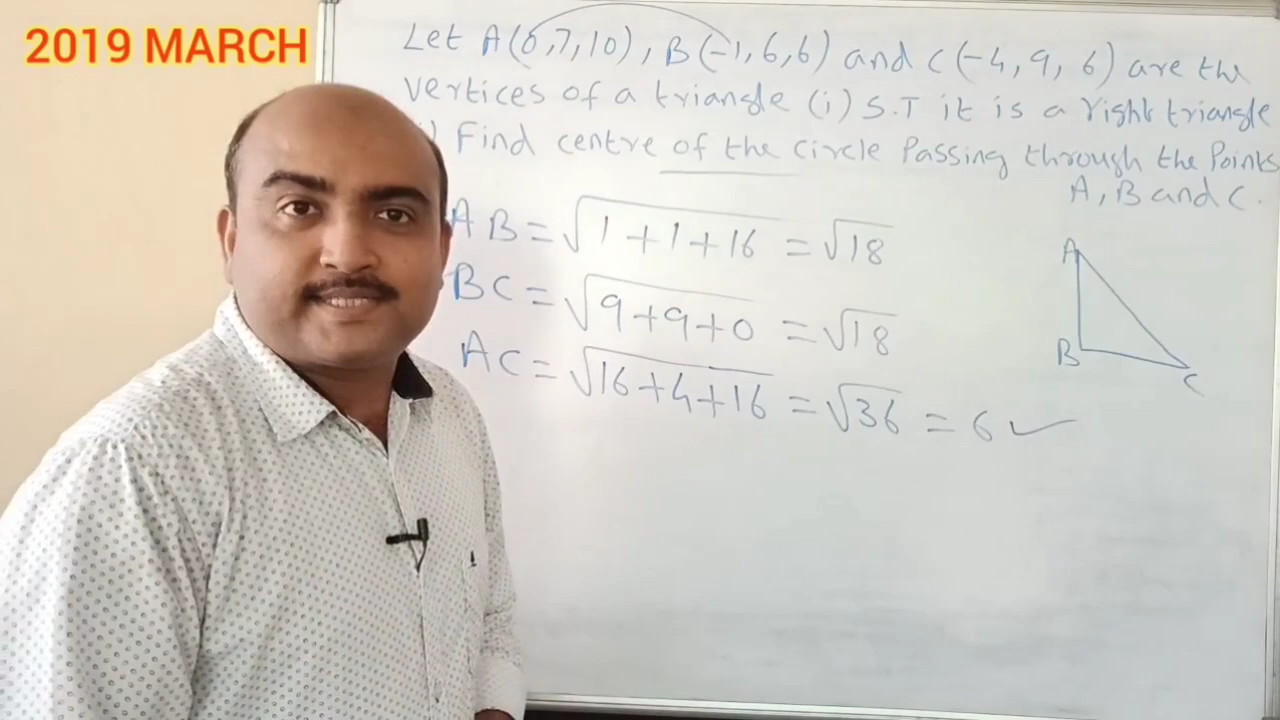 2019 MARCH
Let A(0,7,10), B(-1,6,6) and C(-4, 9, 6) are the
vertices of a triangle (i) S.T it is a right triangle
) Find centre of the circle Passing through the Points
A, B and C.
AB = √1+1+16 = √18
BC = √9+9+0 = √18
AC = √16+4+16 = √36 = 6 ✓
A
B
C